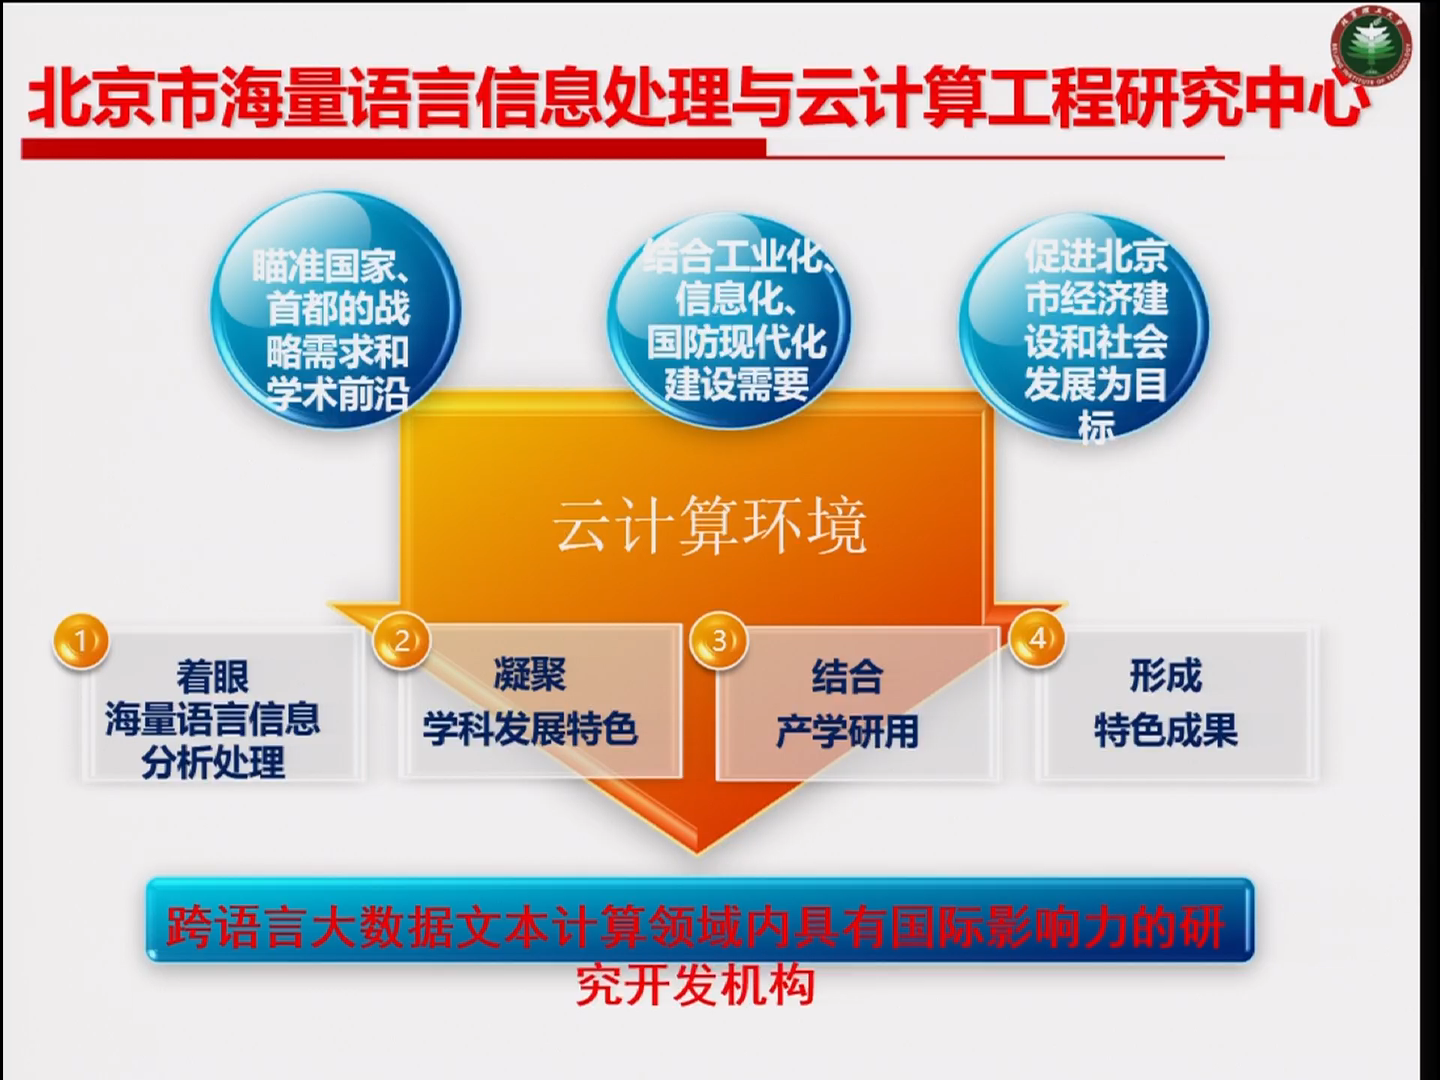 北京市海量语言信息处理与云计算工程研究中心
瞄准国家、
首都的战
略需求和
学术前沿
结合工业化、
信息化、
国防现代化
建设需要
促进北京
市经济建
设和社会
发展为目
标
云计算环境
1
着眼
海量语言信息
分析处理
2
凝聚
学科发展特色
3
结合
产学研用
4
形成
特色成果
跨语言大数据文本计算领域内具有国际影响力的研
究开发机构